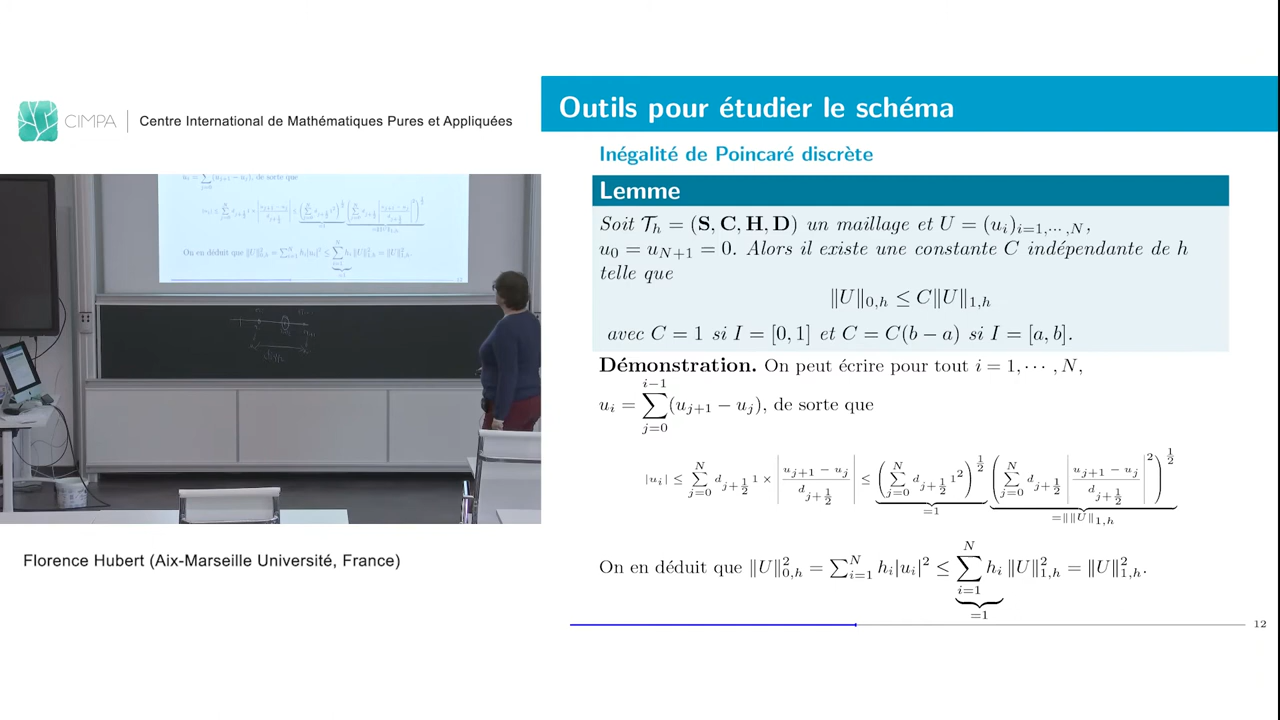 CIMPA
Centre International de Mathématiques Pures et Appliquées
Florence Hubert (Aix-Marseille Université, France)
Outils pour étudier le schéma
Inégalité de Poincaré discrète
Lemme
Soit 𝒯_h = (S, C, H, D) un maillage et U = (u_i)_{i=1,⋯,N},
u_0 = u_{N+1} = 0. Alors il existe une constante C indépendante de h
telle que
‖U‖_{0,h} ≤ C‖U‖_{1,h}
avec C = 1 si I = [0, 1] et C = C(b − a) si I = [a, b].
Démonstration. On peut écrire pour tout i = 1, ⋯ , N,
u_i = ∑_{j=0}^{i−1} (u_{j+1} − u_j), de sorte que
|u_i| ≤ ∑_{j=0}^{N} d_{j+1/2} 1 × |(u_{j+1} − u_j)/d_{j+1/2}| ≤ (∑_{j=0}^{N} d_{j+1/2} 1²)^{1/2} (∑_{j=0}^{N} d_{j+1/2} |(u_{j+1} − u_j)/d_{j+1/2}|²)^{1/2}
=1 =‖‖U‖_{1,h}
On en déduit que ‖U‖²_{0,h} = ∑_{i=1}^{N} h_i|u_i|² ≤ ∑_{i=1}^{N} h_i ‖U‖²_{1,h} = ‖U‖²_{1,h}.
=1
12